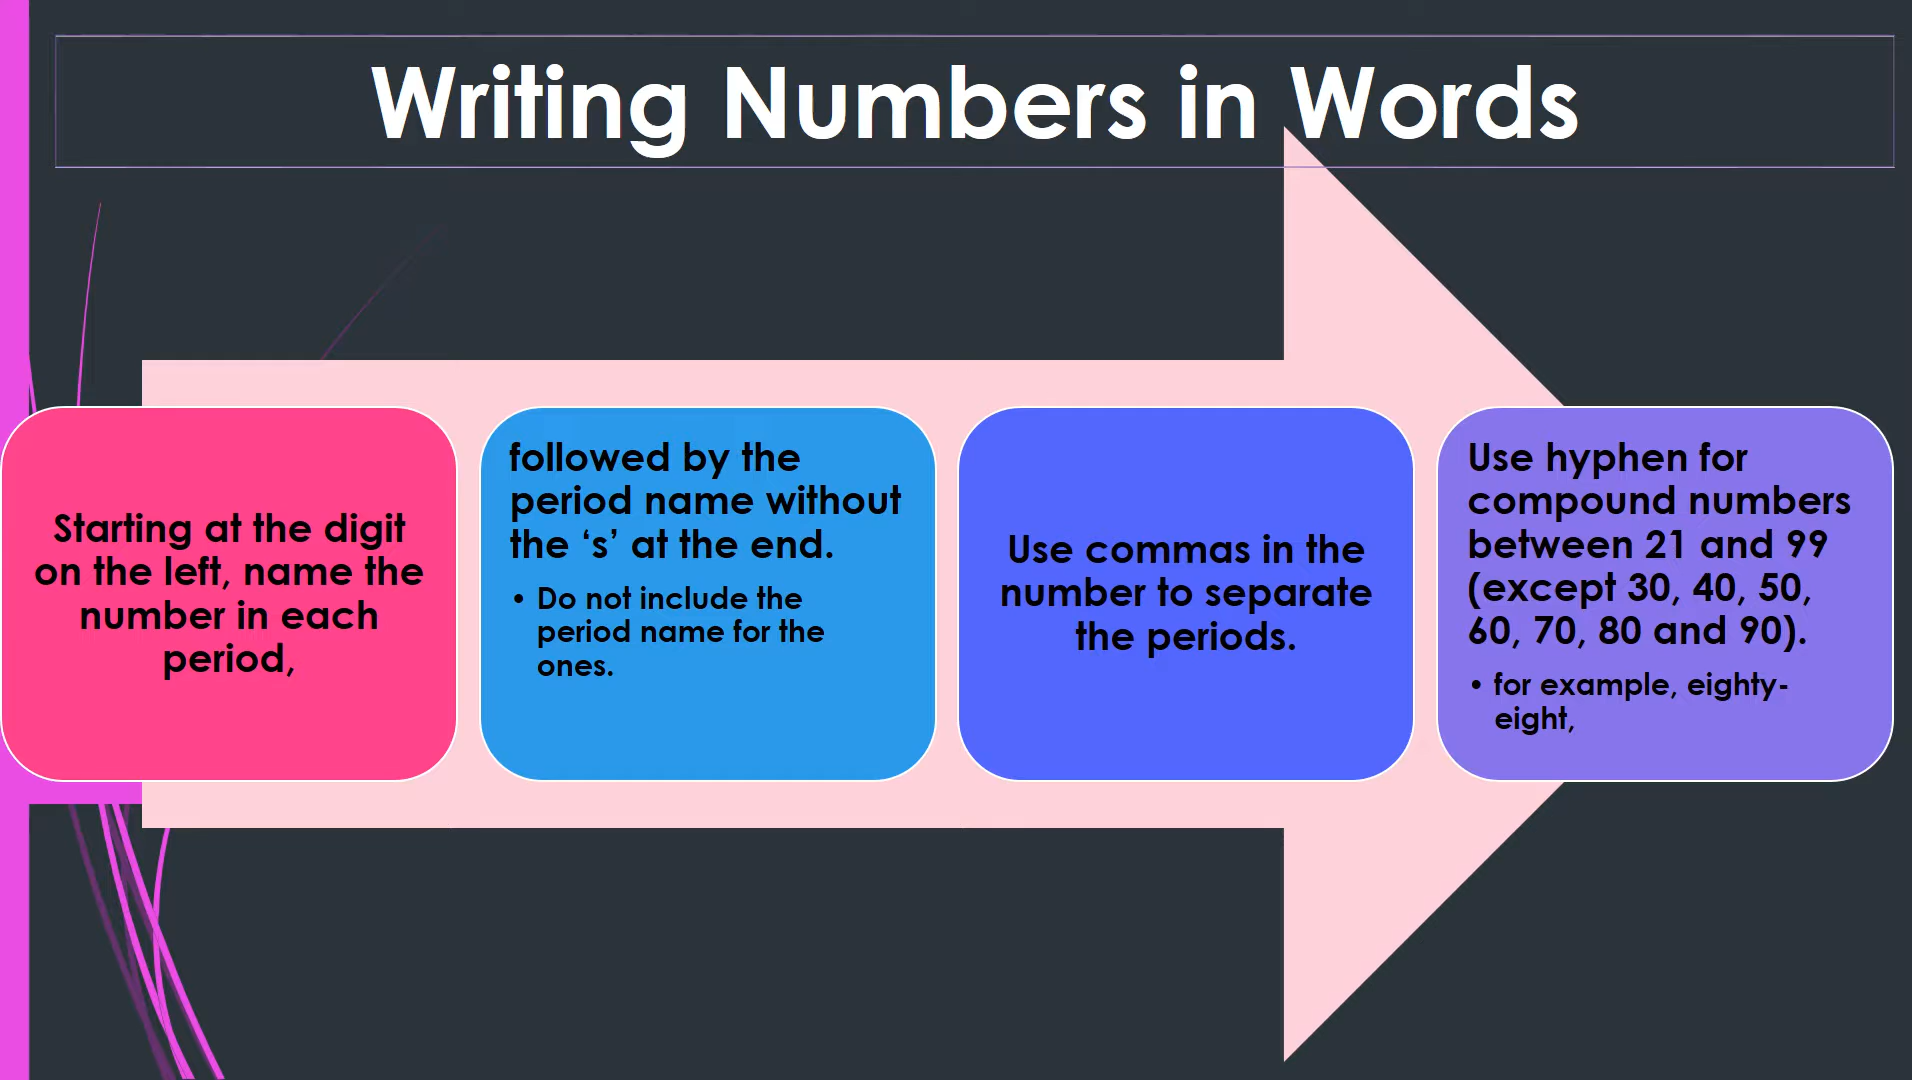 Writing Numbers in Words
Starting at the digit
on the left, name the
number in each
period,
followed by the
period name without
the ‘s’ at the end.
• Do not include the
period name for the
ones.
Use commas in the
number to separate
the periods.
Use hyphen for
compound numbers
between 21 and 99
(except 30, 40, 50,
60, 70, 80 and 90).
• for example, eighty-
eight,